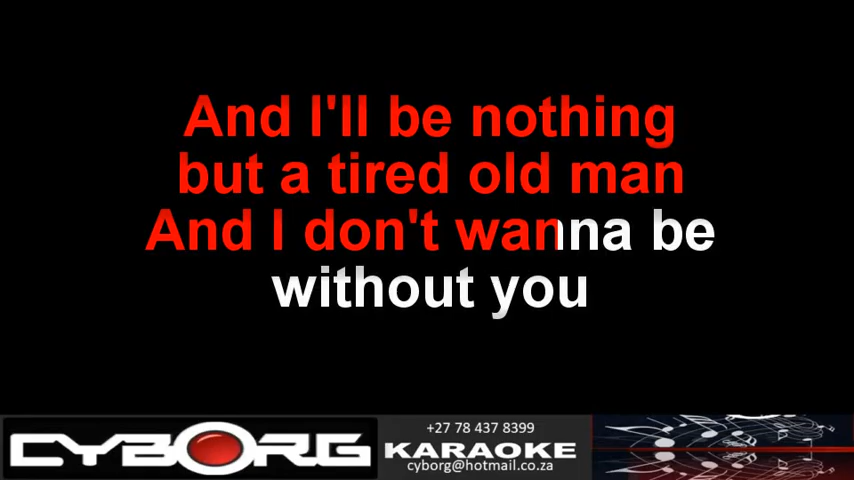 And I'll be nothing
but a tired old man
And I don't wanna be
without you
CYBORG
+27 78 437 8399
KARAOKE
cyborg@hotmail.co.za